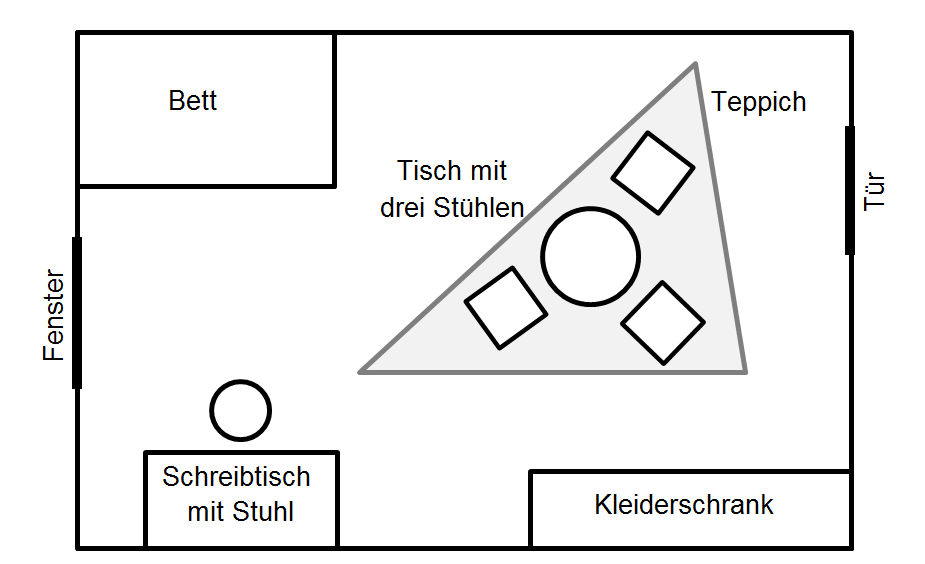 Bett
Teppich
Tisch mit
drei Stühlen
Tür
Fenster
Schreibtisch
mit Stuhl
Kleiderschrank